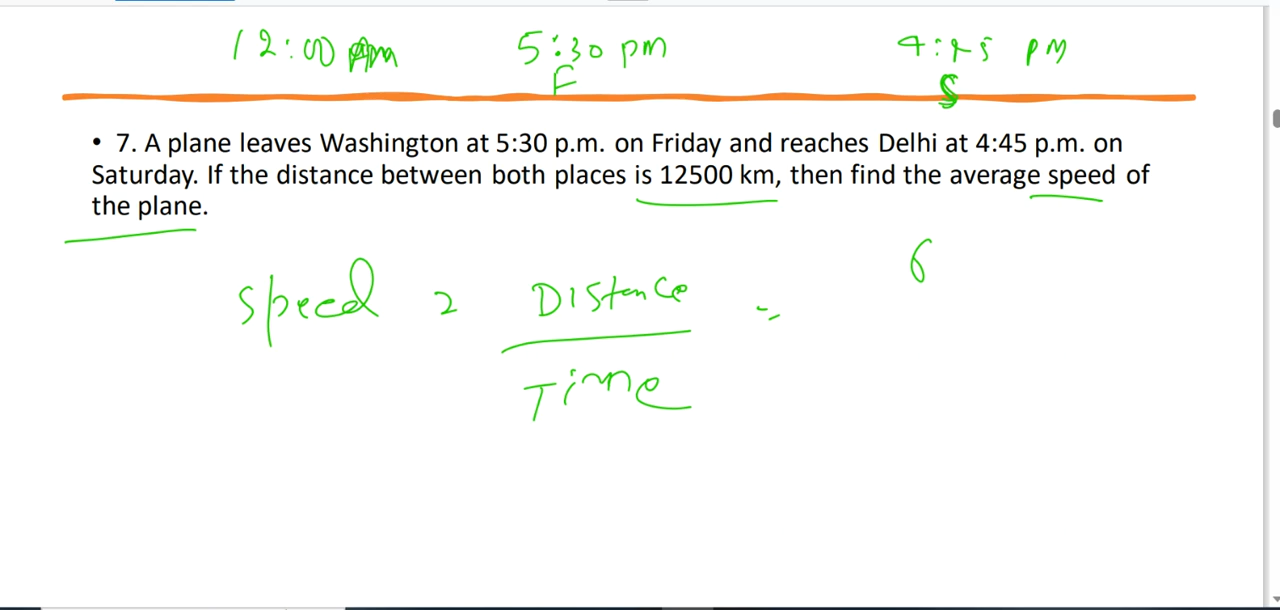 12:00 Am 5:30 pm 4:45 PM
F S
• 7. A plane leaves Washington at 5:30 p.m. on Friday and reaches Delhi at 4:45 p.m. on
Saturday. If the distance between both places is 12500 km, then find the average speed of
the plane.
6
Speed = Distance =
Time